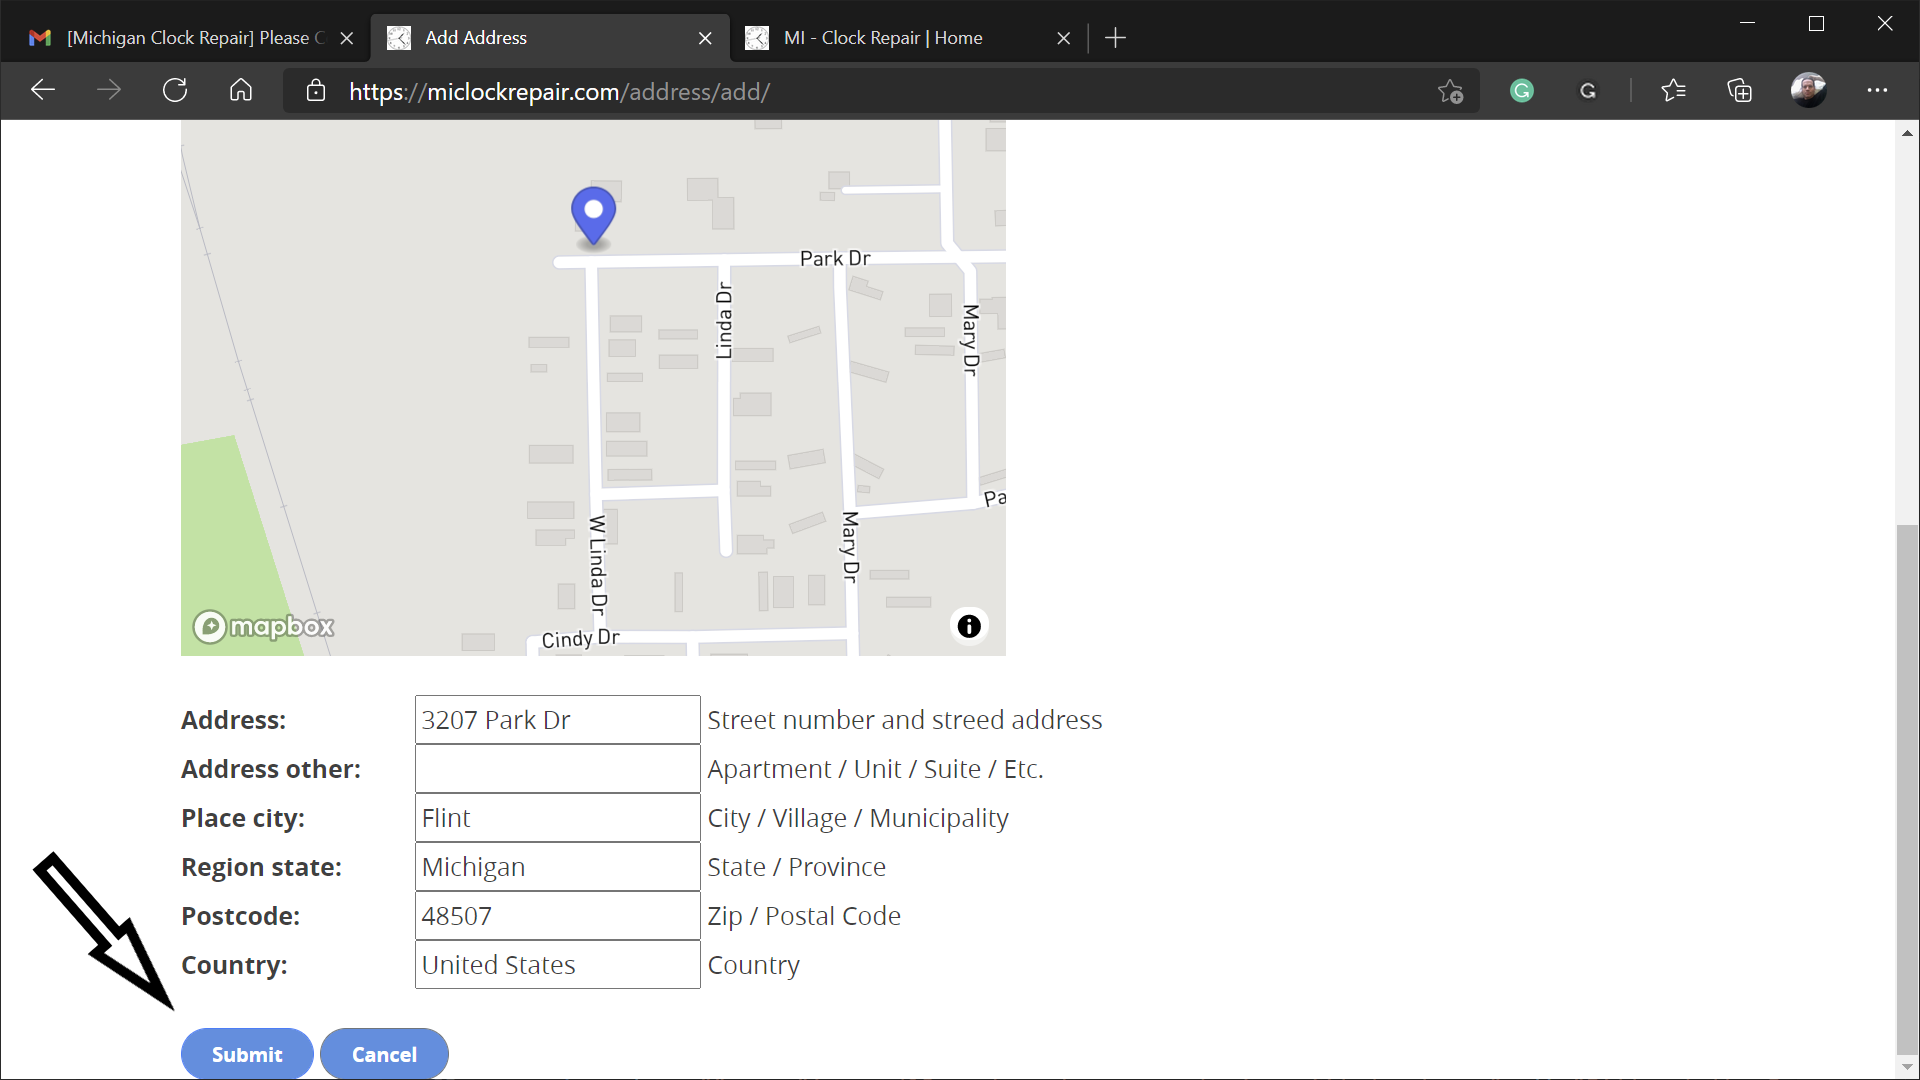 [Michigan Clock Repair] Please C
Add Address
MI - Clock Repair | Home
https://miclockrepair.com/address/add/
G
G
Park Dr
Linda Dr
Mary Dr
Pa
W Linda Dr
Mary Dr
Cindy Dr
mapbox
Address: 3207 Park Dr Street number and streed address
Address other: Apartment / Unit / Suite / Etc.
Place city: Flint City / Village / Municipality
Region state: Michigan State / Province
Postcode: 48507 Zip / Postal Code
Country: United States Country
Submit Cancel